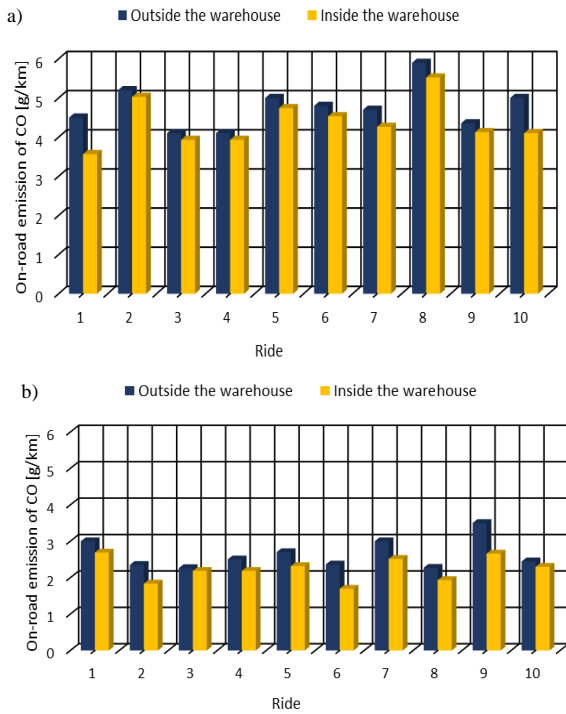 a)
Outside the warehouse Inside the warehouse
On-road emission of CO [g/km]
6
5
4
3
2
1
0
1 2 3 4 5 6 7 8 9 10
Ride
b)
Outside the warehouse Inside the warehouse
On-road emission of CO [g/km]
6
5
4
3
2
1
0
1 2 3 4 5 6 7 8 9 10
Ride